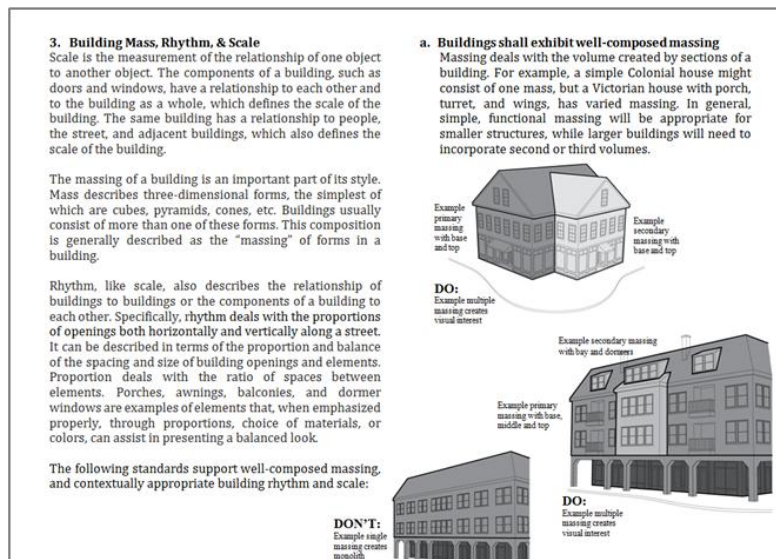 3. Building Mass, Rhythm, & Scale
Scale is the measurement of the relationship of one object
to another object. The components of a building, such as
doors and windows, have a relationship to each other and
to the building as a whole, which defines the scale of the
building. The same building has a relationship to people,
the street, and adjacent buildings, which also defines the
scale of the building.
The massing of a building is an important part of its style.
Mass describes three-dimensional forms, the simplest of
which are cubes, pyramids, cones, etc. Buildings usually
consist of more than one of these forms. This composition
is generally described as the “massing” of forms in a
building.
Rhythm, like scale, also describes the relationship of
buildings to buildings or the components of a building to
each other. Specifically, rhythm deals with the proportions
of openings both horizontally and vertically along a street.
It can be described in terms of the proportion and balance
of the spacing and size of building openings and elements.
Proportion deals with the ratio of spaces between
elements. Porches, awnings, balconies, and dormer
windows are examples of elements that, when emphasized
properly, through proportions, choice of materials, or
colors, can assist in presenting a balanced look.
The following standards support well-composed massing,
and contextually appropriate building rhythm and scale:
DON'T:
Example single
massing creates
monolith
a. Buildings shall exhibit well-composed massing
Massing deals with the volume created by sections of a
building. For example, a simple Colonial house might
consist of one mass, but a Victorian house with porch,
turret, and wings, has varied massing. In general,
simple, functional massing will be appropriate for
smaller structures, while larger buildings will need to
incorporate second or third volumes.
Example
primary
massing
with base
and top
Example
secondary
massing with
base and top
DO:
Example multiple
massing creates
visual interest
Example secondary massing
with bay and dormers
Example primary
massing with base,
middle and top
DO:
Example multiple
massing creates
visual interest